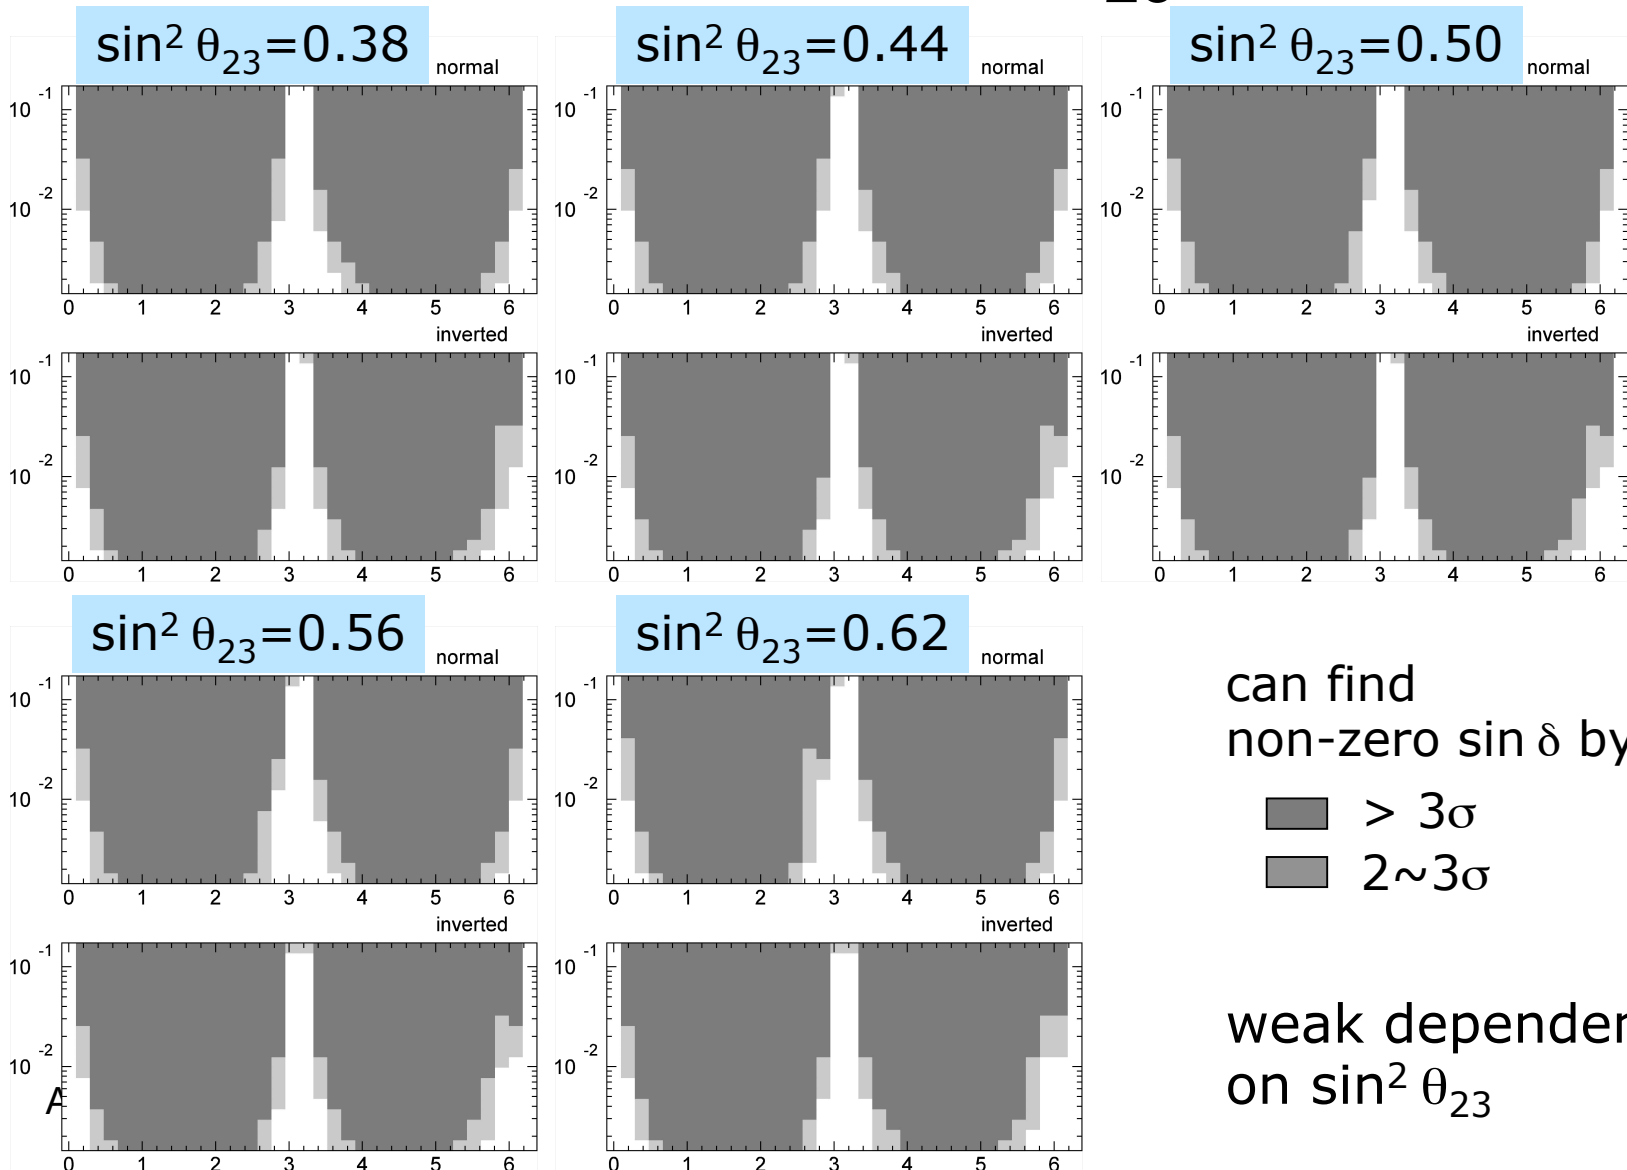 sin² θ23=0.38
normal
10 -1
10 -2
0 1 2 3 4 5 6
inverted
10 -1
10 -2
0 1 2 3 4 5 6
sin² θ23=0.44
normal
10 -1
10 -2
0 1 2 3 4 5 6
inverted
10 -1
10 -2
0 1 2 3 4 5 6
sin² θ23=0.50
normal
10 -1
10 -2
0 1 2 3 4 5 6
inverted
10 -1
10 -2
0 1 2 3 4 5 6
sin² θ23=0.56
normal
10 -1
10 -2
0 1 2 3 4 5 6
inverted
10 -1
10 -2
A
0 1 2 3 4 5 6
sin² θ23=0.62
normal
10 -1
10 -2
0 1 2 3 4 5 6
inverted
10 -1
10 -2
0 1 2 3 4 5 6
can find
non-zero sin δ by
> 3σ
2~3σ
weak
on sin² θ23